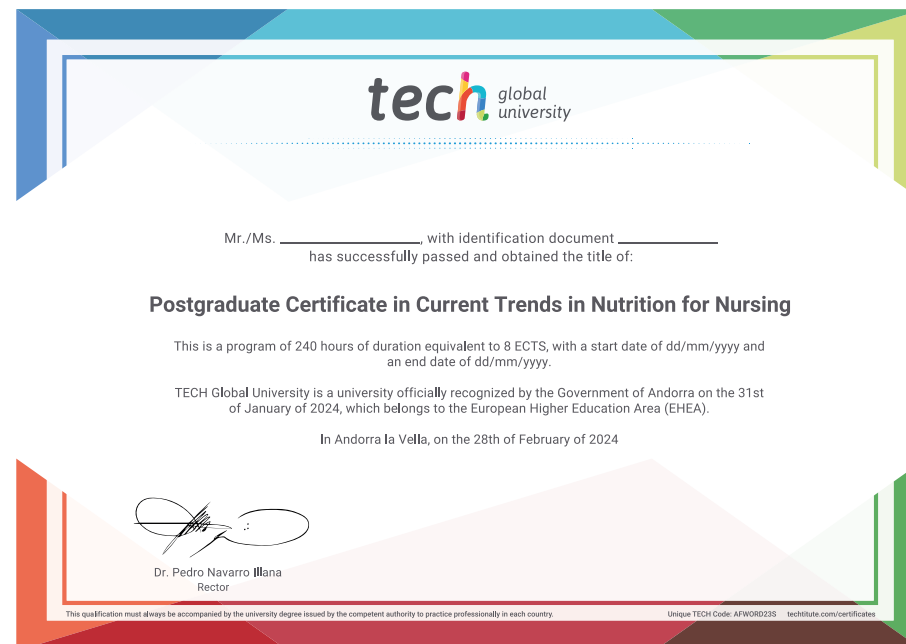 tech global
university
Mr./Ms. ____________, with identification document ____________
has successfully passed and obtained the title of:
Postgraduate Certificate in Current Trends in Nutrition for Nursing
This is a program of 240 hours of duration equivalent to 8 ECTS, with a start date of dd/mm/yyyy and
an end date of dd/mm/yyyy.
TECH Global University is a university officially recognized by the Government of Andorra on the 31st
of January of 2024, which belongs to the European Higher Education Area (EHEA).
In Andorra la Vella, on the 28th of February of 2024
Dr. Pedro Navarro Illana
Rector
This qualification must always be accompanied by the university degree issued by the competent authority to practice professionally in each country. Unique TECH Code: AFWORD23S techtitute.com/certificates